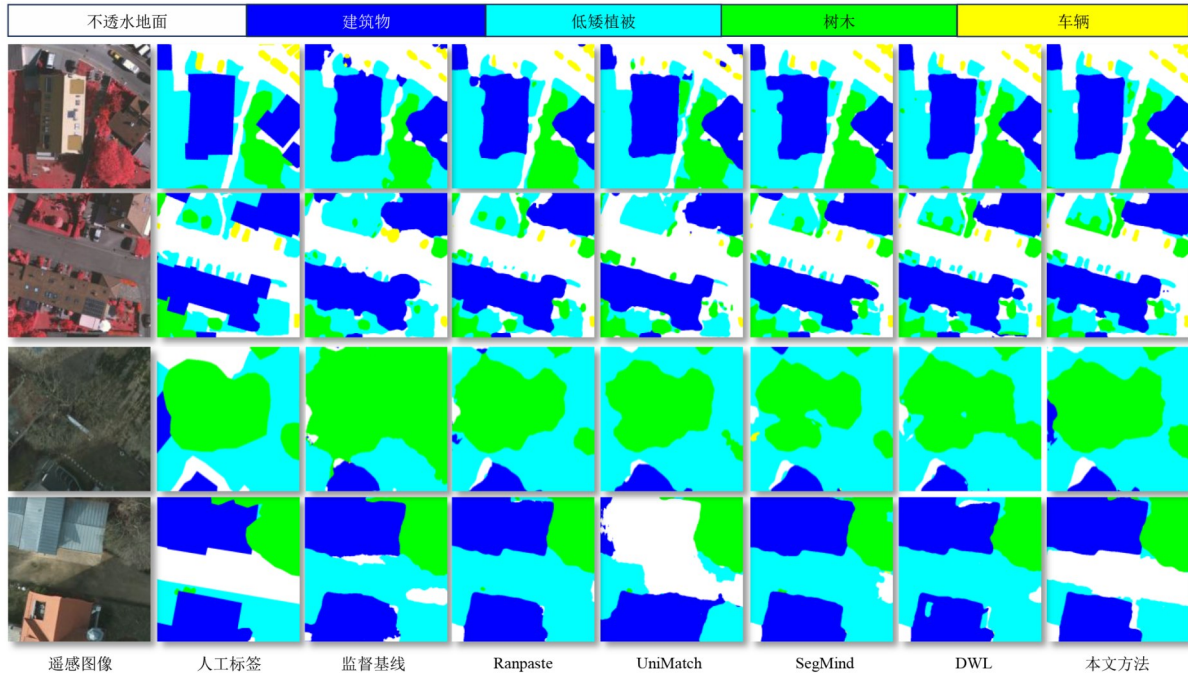 不透水地面 建筑物 低矮植被 树木 车辆
遥感图像 人工标签 监督基线 Ranpaste UniMatch SegMind DWL 本文方法